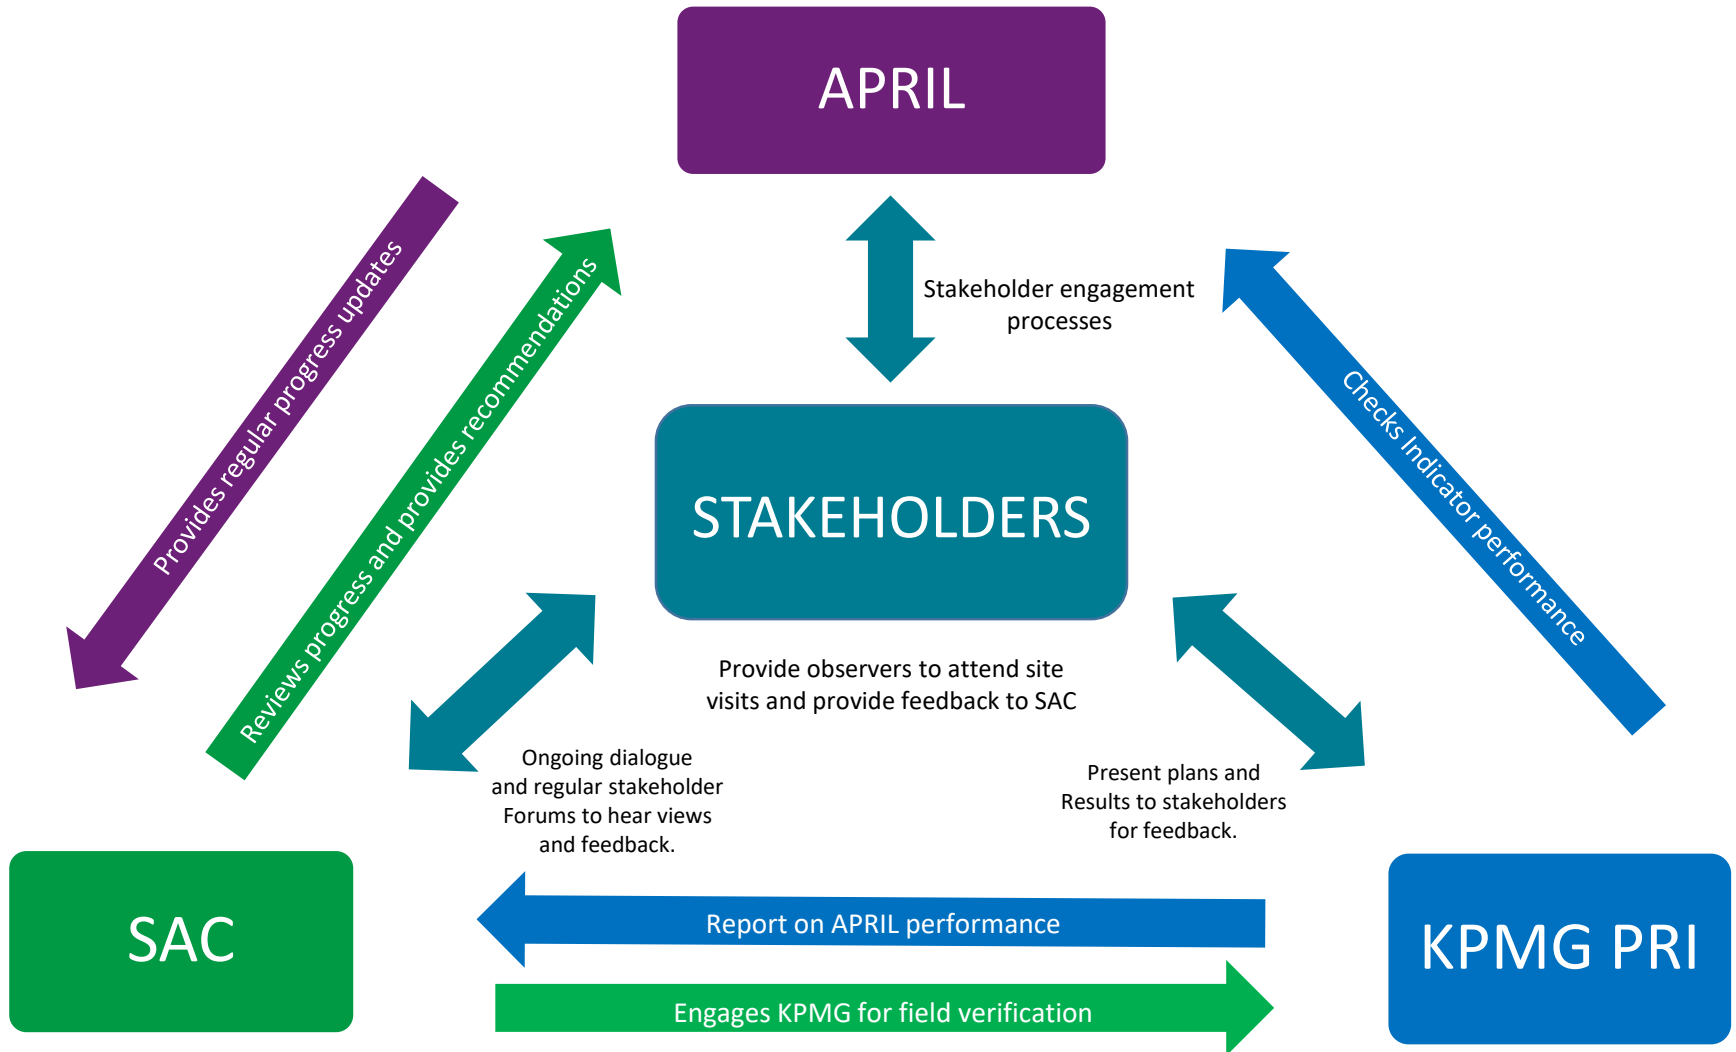 APRIL
Provides regular progress updates
Reviews progress and provides recommendations
Stakeholder engagement
processes
Checks Indicator performance
STAKEHOLDERS
Provide observers to attend site
visits and provide feedback to SAC
Ongoing dialogue
and regular stakeholder
Forums to hear views
and feedback.
Present plans and
Results to stakeholders
for feedback.
SAC
Report on APRIL performance
Engages KPMG for field verification
KPMG PRI